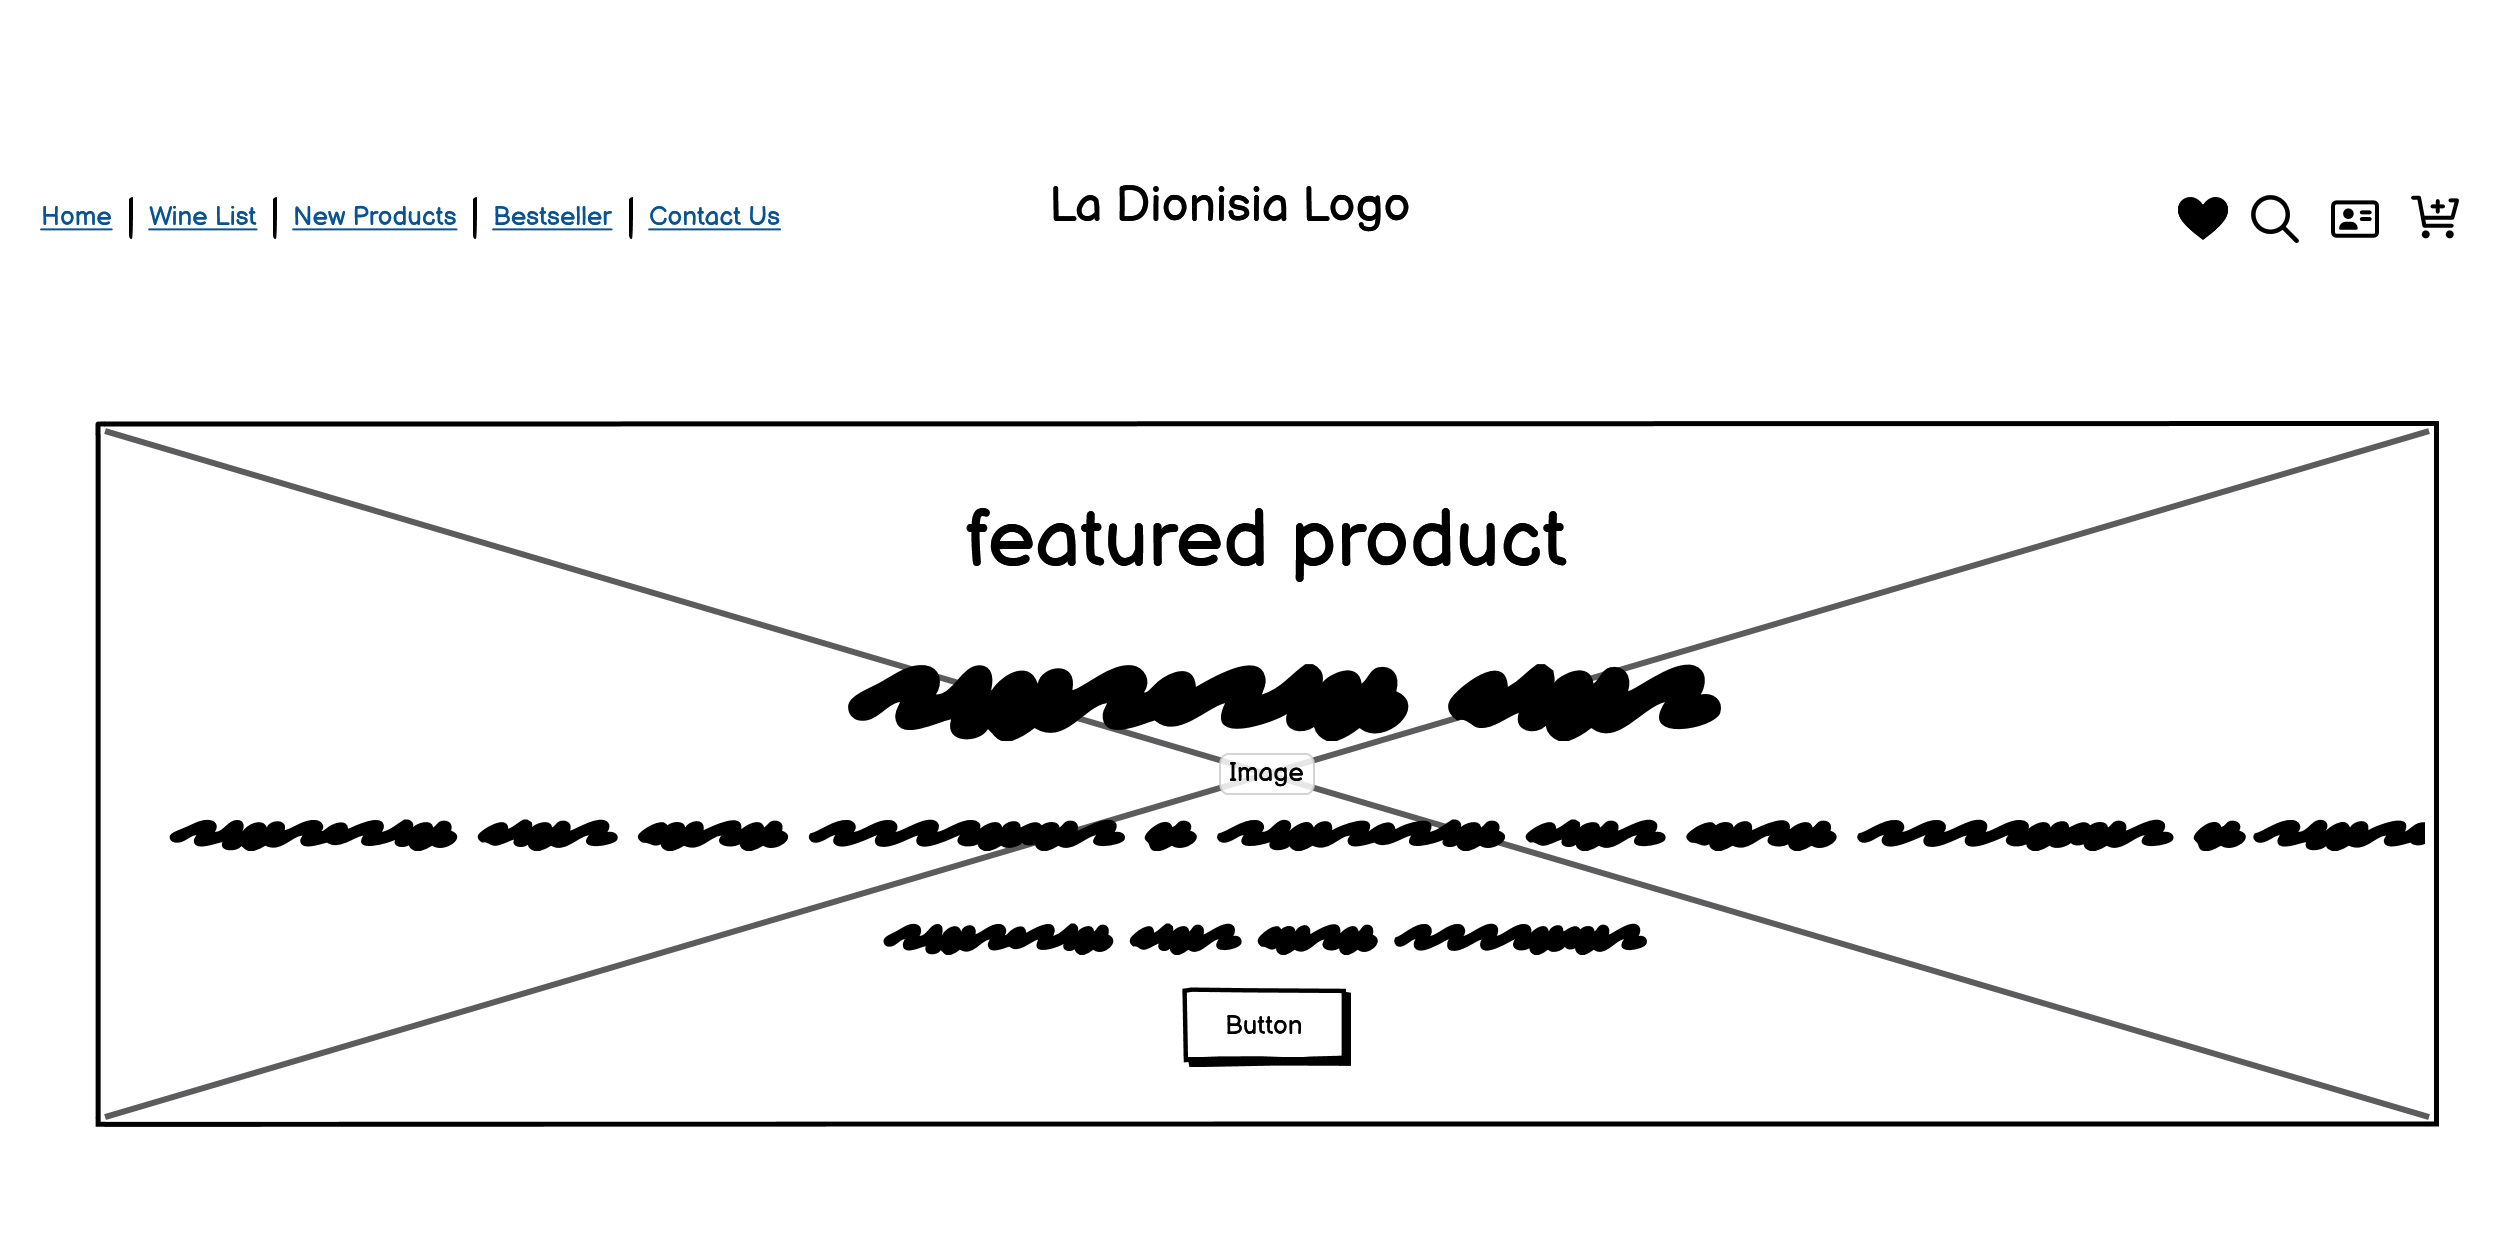 Home | Wine List | New Products | Bestseller | Contact Us
La Dionisia Logo
featured product
Image
Button